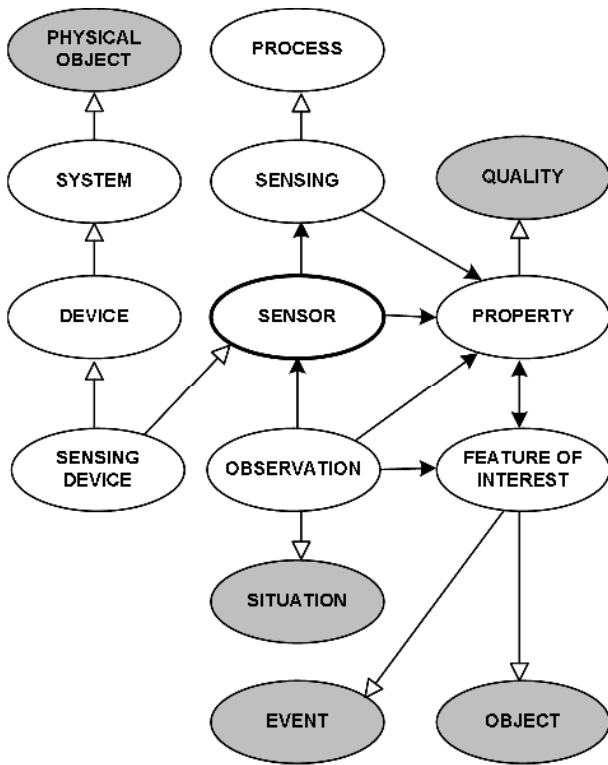 PHYSICAL
OBJECT
PROCESS
SYSTEM
SENSING
QUALITY
DEVICE
SENSOR
PROPERTY
SENSING
DEVICE
OBSERVATION
FEATURE OF
INTEREST
SITUATION
EVENT
OBJECT